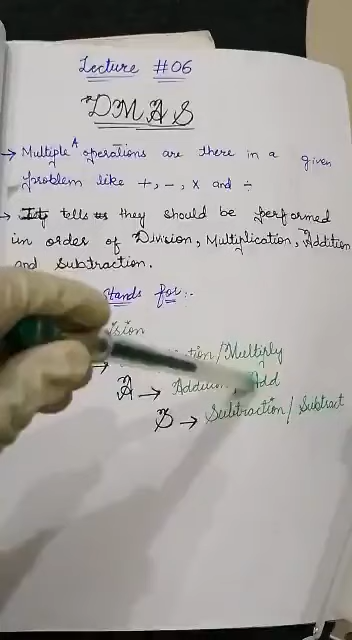 Lecture #06
DMAS
→ Multiple operations are there in a given
problem like +, -, × and ÷
→ It tells us they should be performed
in order of Division, Multiplication, Addition
and Subtraction.
Stands for:-
→ /Multiply
A → Addition, Add
S → Subtraction/Subtract